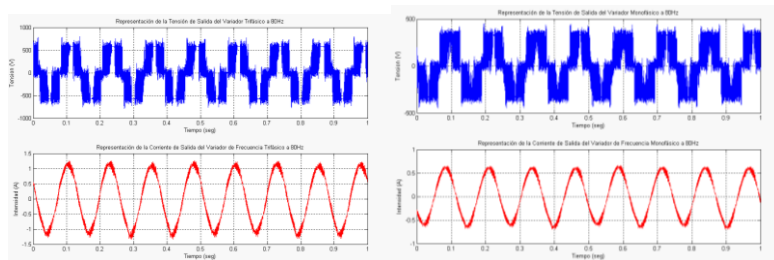 Representación de la Tensión de Salida del Variador Trifásico a 80Hz
1000
500
0
-500
-1000
Tensión (V)
0 0.1 0.2 0.3 0.4 0.5 0.6 0.7 0.8 0.9 1
Tiempo (seg)
Representación de la Corriente de Salida del Variador de Frecuencia Trifásico a 80Hz
1.5
1
0.5
0
-0.5
-1
-1.5
Intensidad (A)
0 0.1 0.2 0.3 0.4 0.5 0.6 0.7 0.8 0.9 1
Tiempo (seg)
Representación de la Tensión de Salida del Variador Monofásico a 80Hz
500
0
-500
Tensión (V)
0 0.1 0.2 0.3 0.4 0.5 0.6 0.7 0.8 0.9 1
Tiempo (seg)
Representación de la Corriente de Salida del Variador de Frecuencia Monofásico a 80Hz
1
0.5
0
-0.5
-1
Intensidad (A)
0 0.1 0.2 0.3 0.4 0.5 0.6 0.7 0.8 0.9 1
Tiempo (seg)